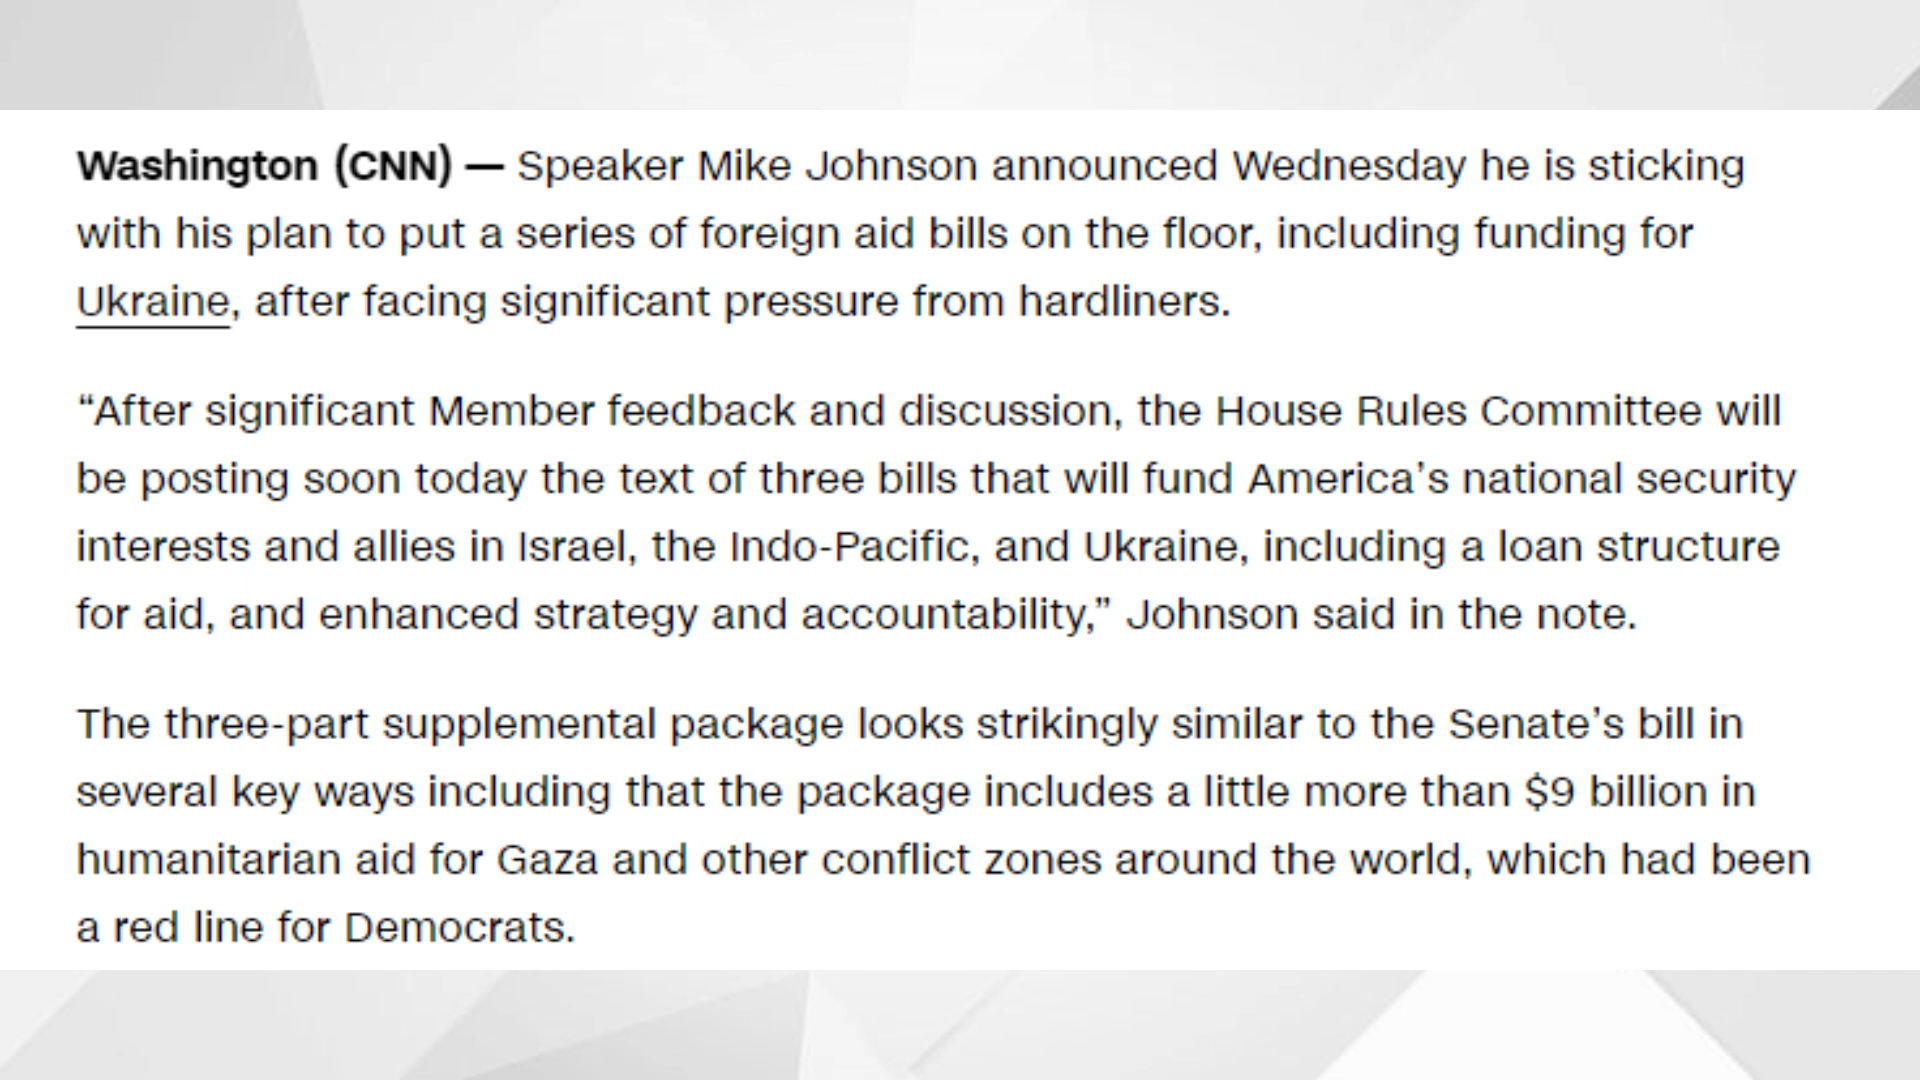 Washington (CNN) — Speaker Mike Johnson announced Wednesday he is sticking
with his plan to put a series of foreign aid bills on the floor, including funding for
Ukraine, after facing significant pressure from hardliners.
“After significant Member feedback and discussion, the House Rules Committee will
be posting soon today the text of three bills that will fund America’s national security
interests and allies in Israel, the Indo-Pacific, and Ukraine, including a loan structure
for aid, and enhanced strategy and accountability,” Johnson said in the note.
The three-part supplemental package looks strikingly similar to the Senate’s bill in
several key ways including that the package includes a little more than $9 billion in
humanitarian aid for Gaza and other conflict zones around the world, which had been
a red line for Democrats.